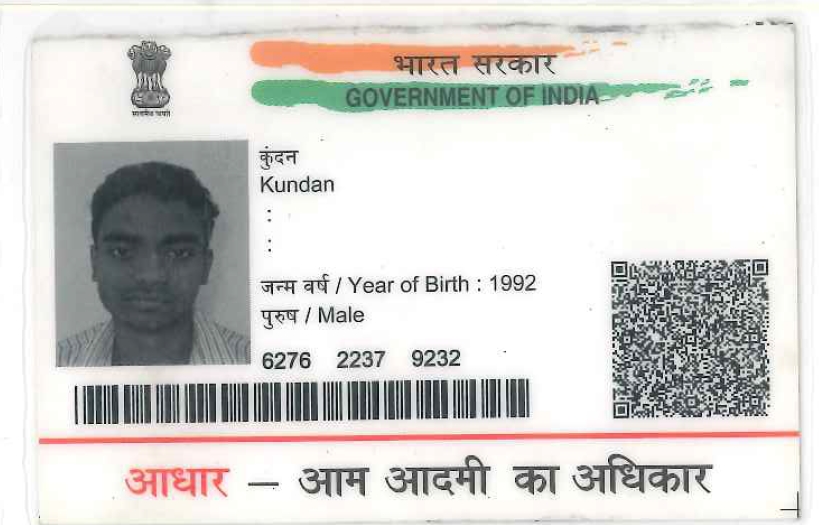 भारत सरकार
GOVERNMENT OF INDIA
सत्यमेव जयते
कुंदन
Kundan
:
:
जन्म वर्ष / Year of Birth : 1992
पुरुष / Male
6276 2237 9232
आधार – आम आदमी का अधिकार